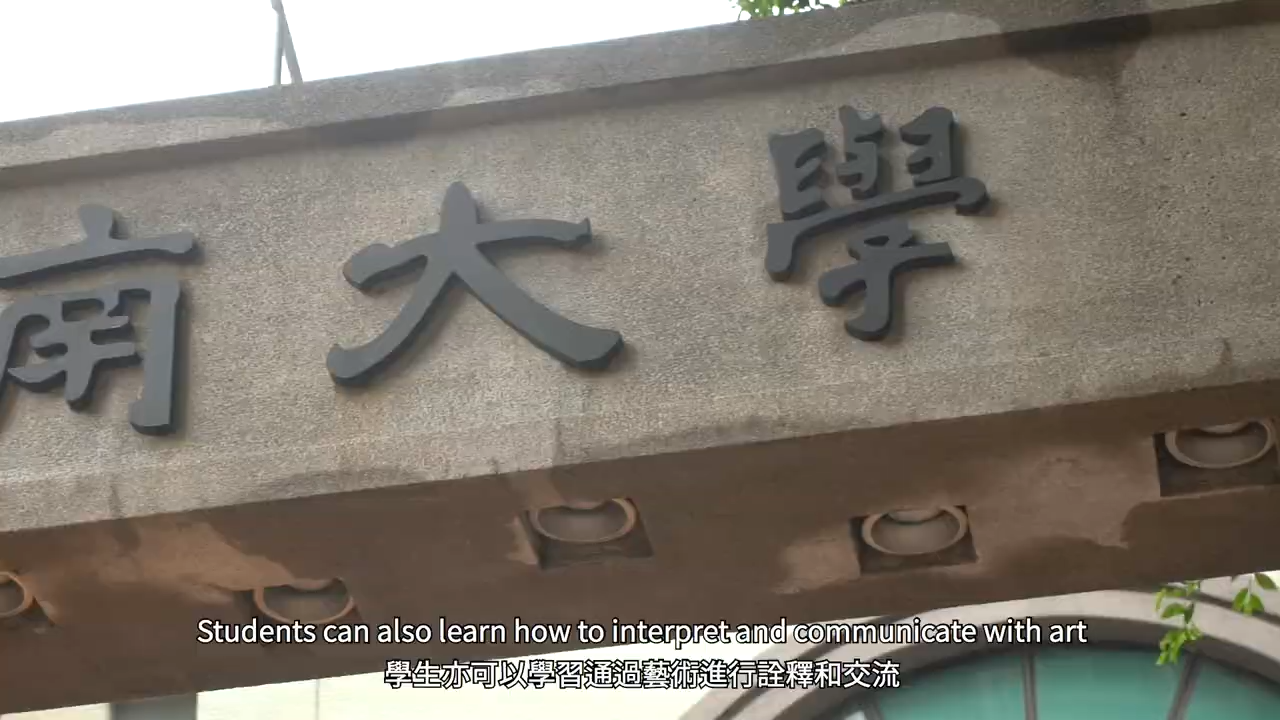 南大學
Students can also learn how to interpret and communicate with art
學生亦可以學習通過藝術進行詮釋和交流